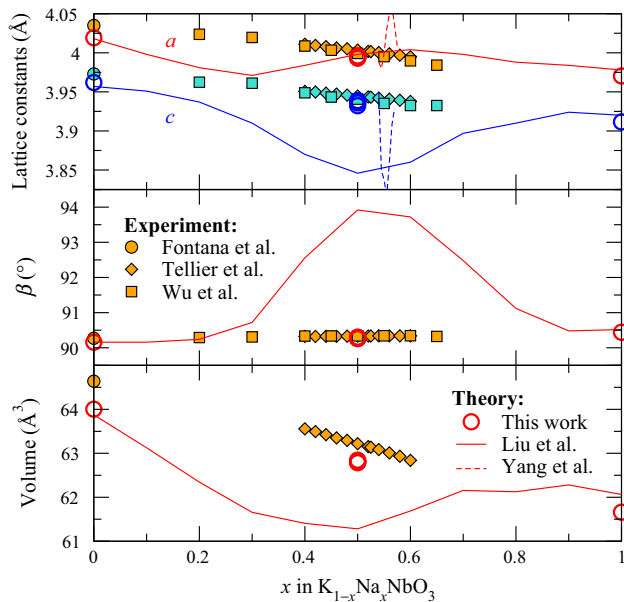 4.05
4
3.95
3.9
3.85
Lattice constants (Å)
a
c
94
93
92
91
90
β (°)
Experiment:
Fontana et al.
Tellier et al.
Wu et al.
64
63
62
61
Volume (Å³)
Theory:
This work
Liu et al.
Yang et al.
0 0.2 0.4 0.6 0.8 1
x in K₁₋ₓNaₓNbO₃